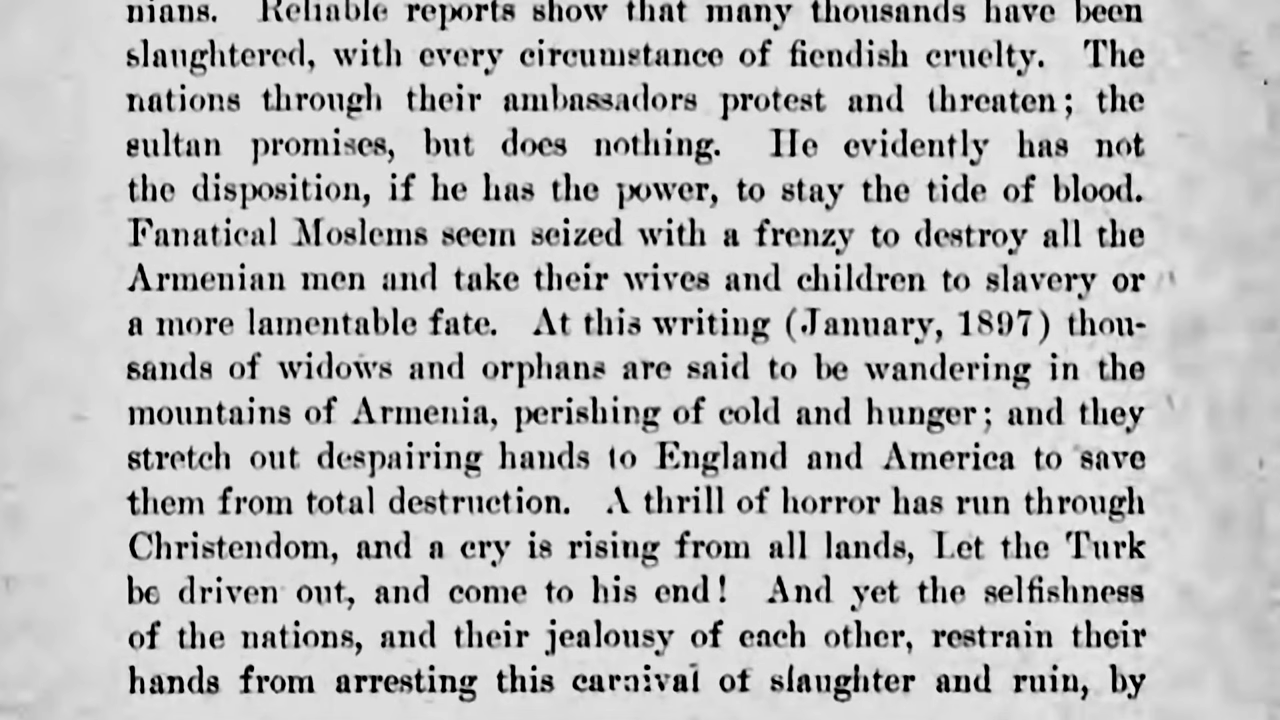 nians. Reliable reports show that many thousands have been
slaughtered, with every circumstance of fiendish cruelty. The
nations through their ambassadors protest and threaten; the
sultan promises, but does nothing. He evidently has not
the disposition, if he has the power, to stay the tide of blood.
Fanatical Moslems seem seized with a frenzy to destroy all the
Armenian men and take their wives and children to slavery or
a more lamentable fate. At this writing (January, 1897) thou-
sands of widows and orphans are said to be wandering in the
mountains of Armenia, perishing of cold and hunger; and they
stretch out despairing hands to England and America to save
them from total destruction. A thrill of horror has run through
Christendom, and a cry is rising from all lands, Let the Turk
be driven out, and come to his end! And yet the selfishness
of the nations, and their jealousy of each other, restrain their
hands from arresting this carnival of slaughter and ruin, by